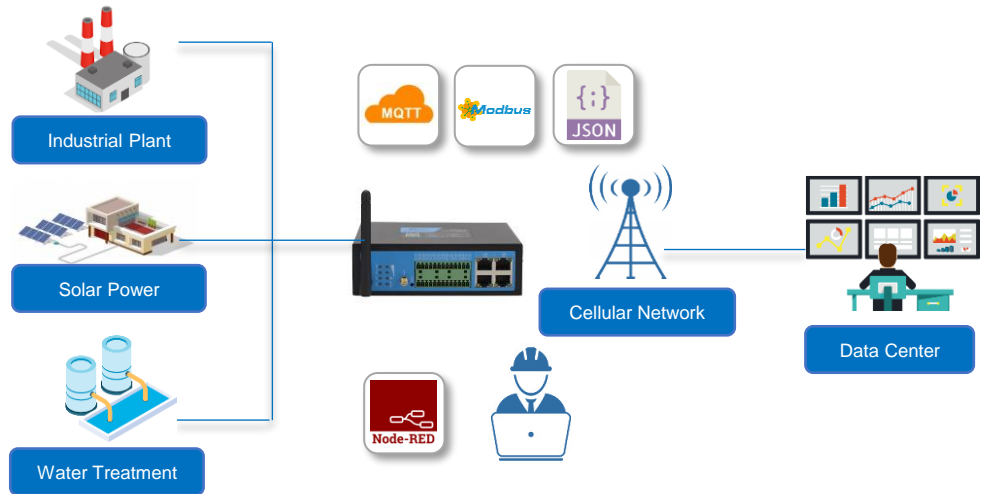 Industrial Plant
Solar Power
Water Treatment
MQTT
Modbus
{;}
JSON
Cellular Network
Data Center
Node-RED